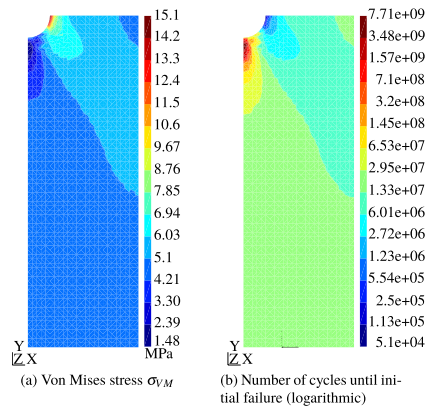 15.1
14.2
13.3
12.4
11.5
10.6
9.67
8.76
7.85
6.94
6.03
5.1
4.21
3.30
2.39
1.48
MPa
Y
Z X
(a) Von Mises stress σVM
7.71e+09
3.48e+09
1.57e+09
7.1e+08
3.2e+08
1.45e+08
6.53e+07
2.95e+07
1.33e+07
6.01e+06
2.72e+06
1.23e+06
5.54e+05
2.5e+05
1.13e+05
5.1e+04
Y
Z X
(b) Number of cycles until ini-
tial failure (logarithmic)